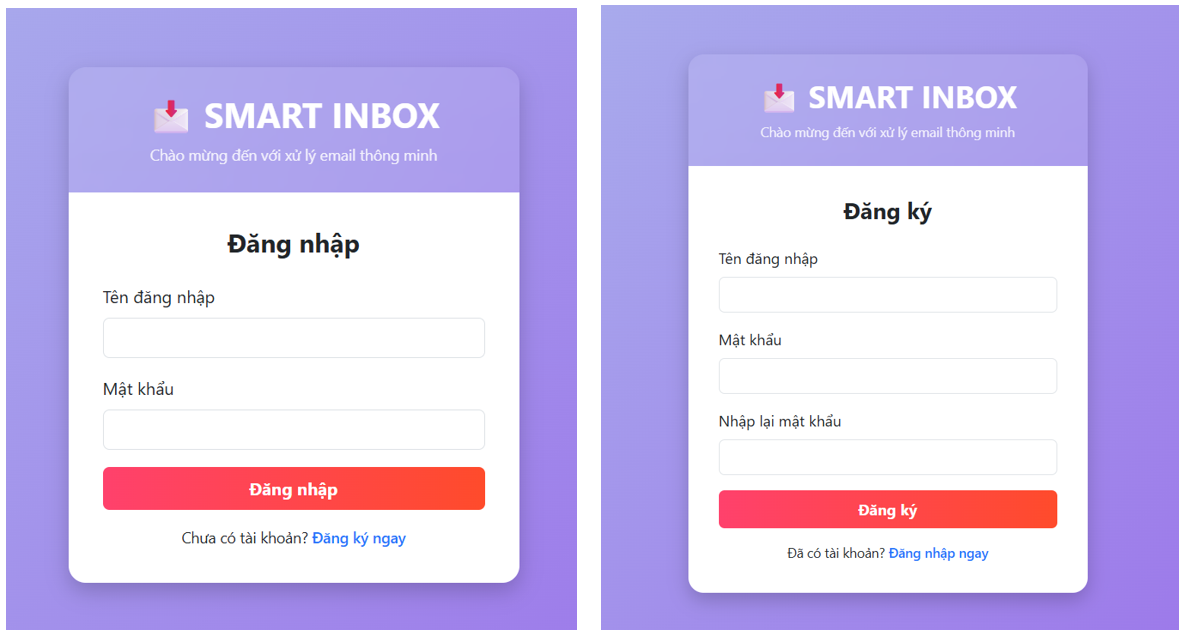 SMART INBOX
Chào mừng đến với xử lý email thông minh
Đăng nhập
Tên đăng nhập
Mật khẩu
Đăng nhập
Chưa có tài khoản? Đăng ký ngay
SMART INBOX
Chào mừng đến với xử lý email thông minh
Đăng ký
Tên đăng nhập
Mật khẩu
Nhập lại mật khẩu
Đăng ký
Đã có tài khoản? Đăng nhập ngay